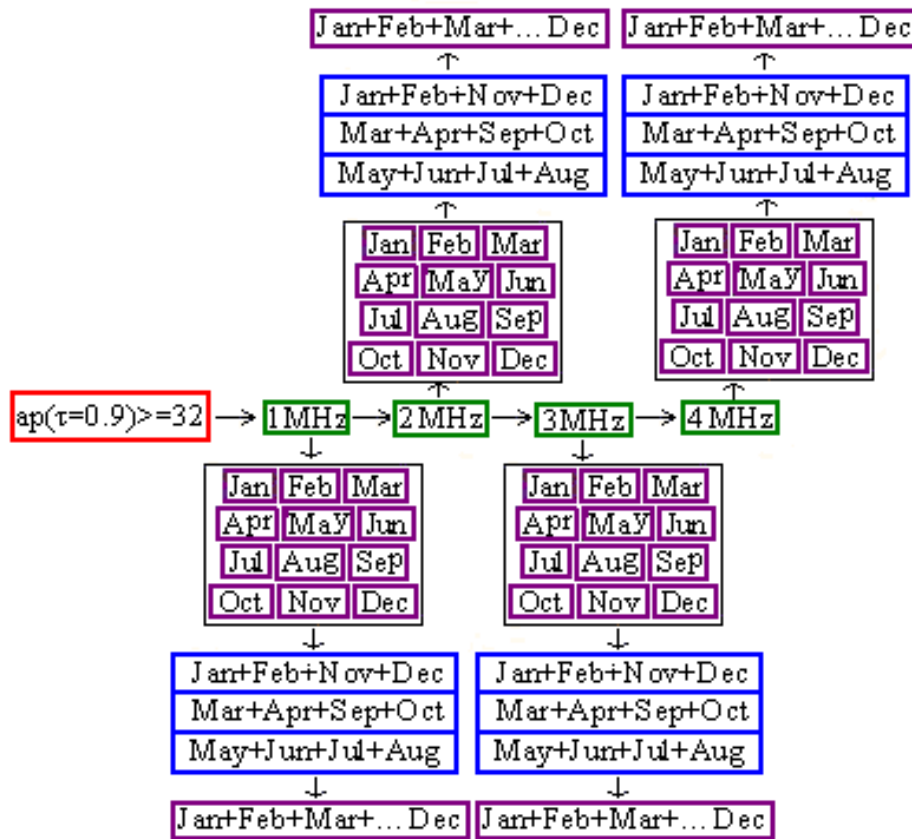 Jan+Feb+Mar+... Dec
Jan+Feb+Mar+... Dec
Jan+Feb+Nov+Dec
Mar+Apr+Sep+Oct
May+Jun+Jul+Aug
Jan+Feb+Nov+Dec
Mar+Apr+Sep+Oct
May+Jun+Jul+Aug
Jan Feb Mar
Apr May Jun
Jul Aug Sep
Oct Nov Dec
Jan Feb Mar
Apr May Jun
Jul Aug Sep
Oct Nov Dec
ap(τ=0.9)>=32 → 1MHz → 2MHz → 3MHz → 4MHz
Jan Feb Mar
Apr May Jun
Jul Aug Sep
Oct Nov Dec
Jan Feb Mar
Apr May Jun
Jul Aug Sep
Oct Nov Dec
Jan+Feb+Nov+Dec
Mar+Apr+Sep+Oct
May+Jun+Jul+Aug
Jan+Feb+Nov+Dec
Mar+Apr+Sep+Oct
May+Jun+Jul+Aug
Jan+Feb+Mar+... Dec
Jan+Feb+Mar+... Dec